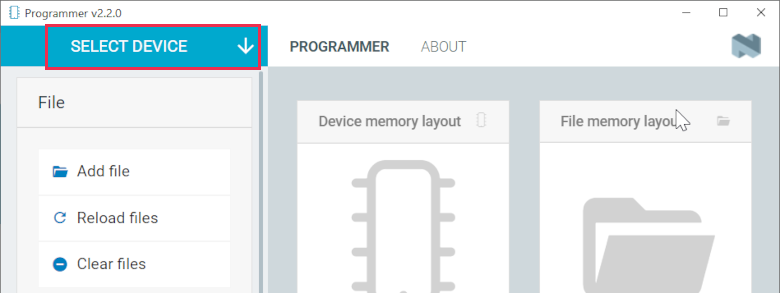 Programmer v2.2.0
SELECT DEVICE
PROGRAMMER
ABOUT
File
Add file
Reload files
Clear files
Device memory layout
File memory layou